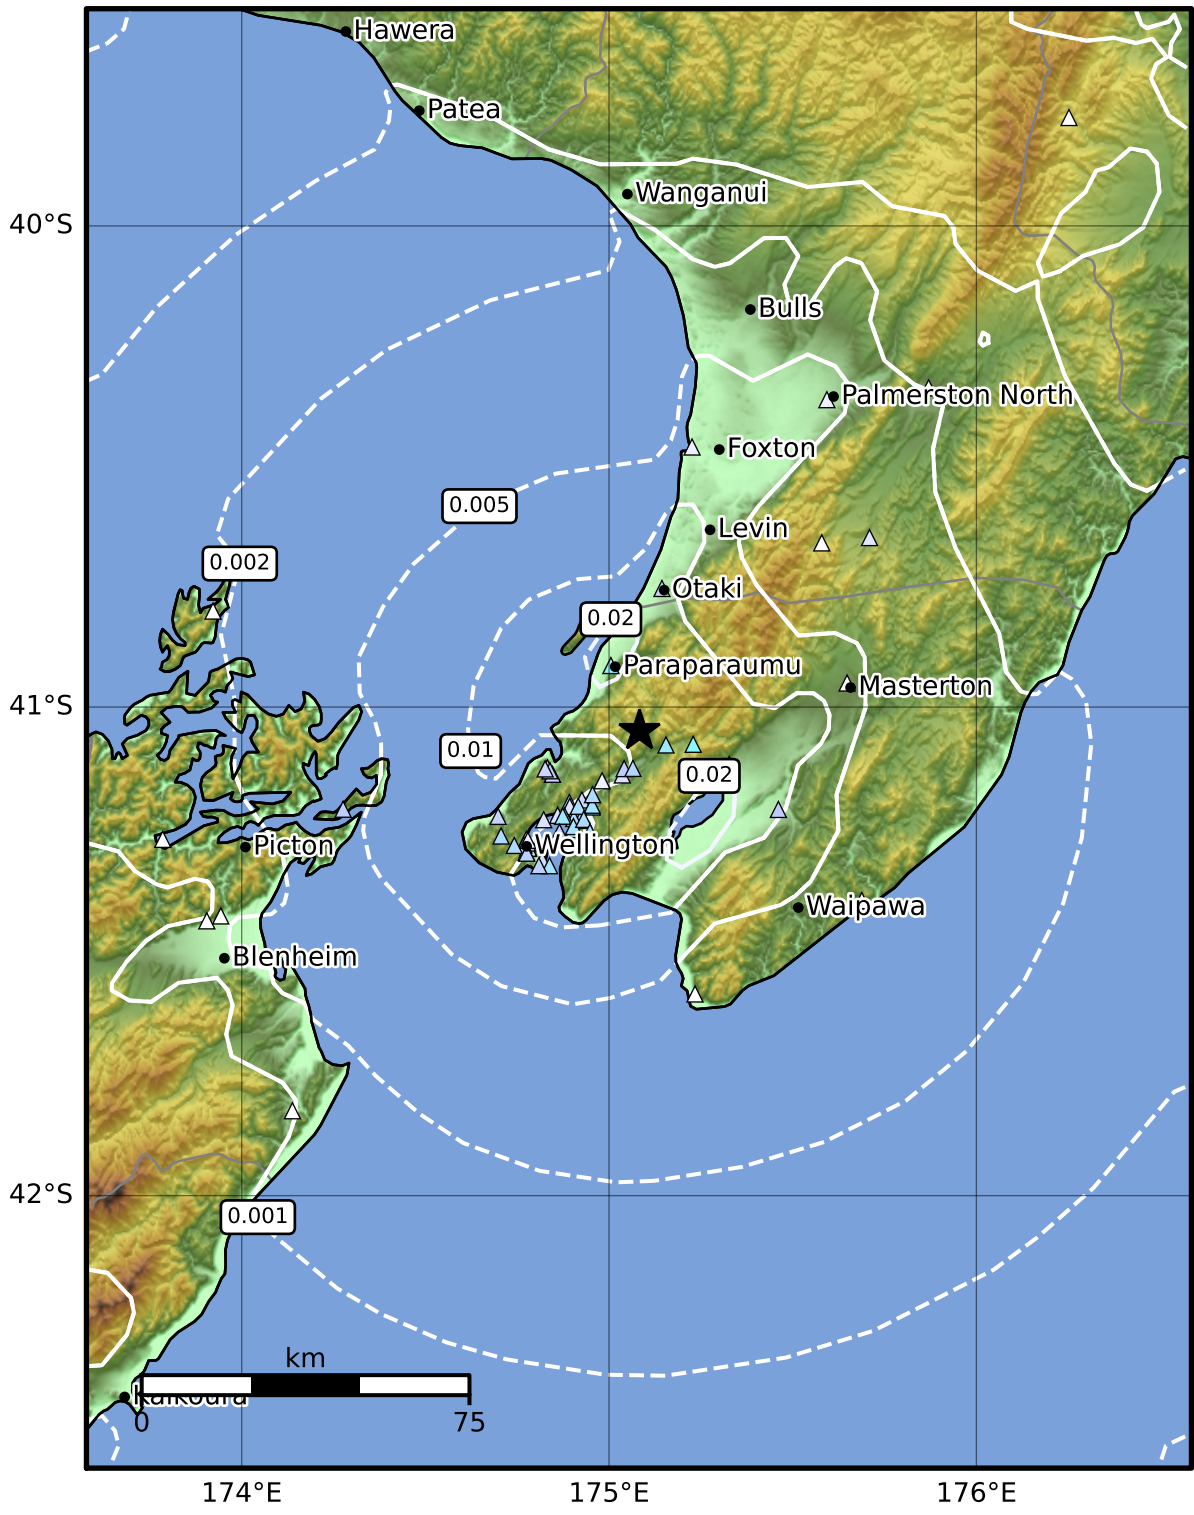 Hawera
Patea
Wanganui
40°S
Bulls
Palmerston North
Foxton
0.005
Levin
0.002
Otaki
0.02
Paraparaumu
Masterton
41°S
0.01
0.02
Picton
Wellington
Waipawa
Blenheim
42°S
0.001
km
Kaikoura
0
75
174°E
175°E
176°E